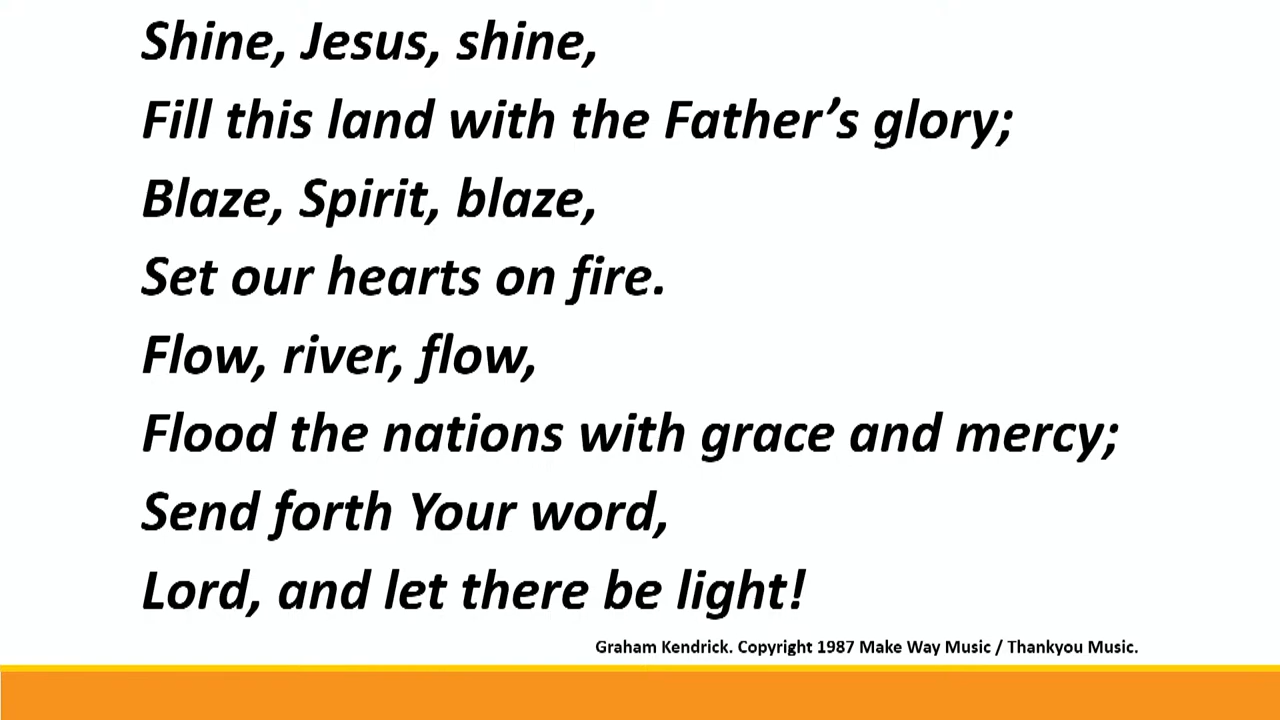 Shine, Jesus, shine,
Fill this land with the Father’s glory;
Blaze, Spirit, blaze,
Set our hearts on fire.
Flow, river, flow,
Flood the nations with grace and mercy;
Send forth Your word,
Lord, and let there be light!
Graham Kendrick. Copyright 1987 Make Way Music / Thankyou Music.